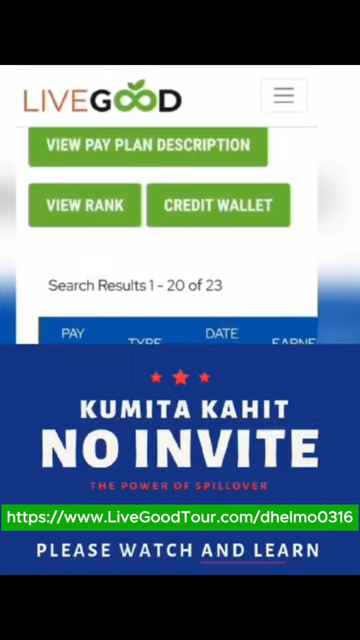 LIVEGOOD
VIEW PAY PLAN DESCRIPTION
VIEW RANK CREDIT WALLET
Search Results 1 - 20 of 23
PAY TYPE DATE
KUMITA KAHIT
NO INVITE
THE POWER OF SPILLOVER
https://www.LiveGoodTour.com/dhelmo0316
PLEASE WATCH AND LEARN